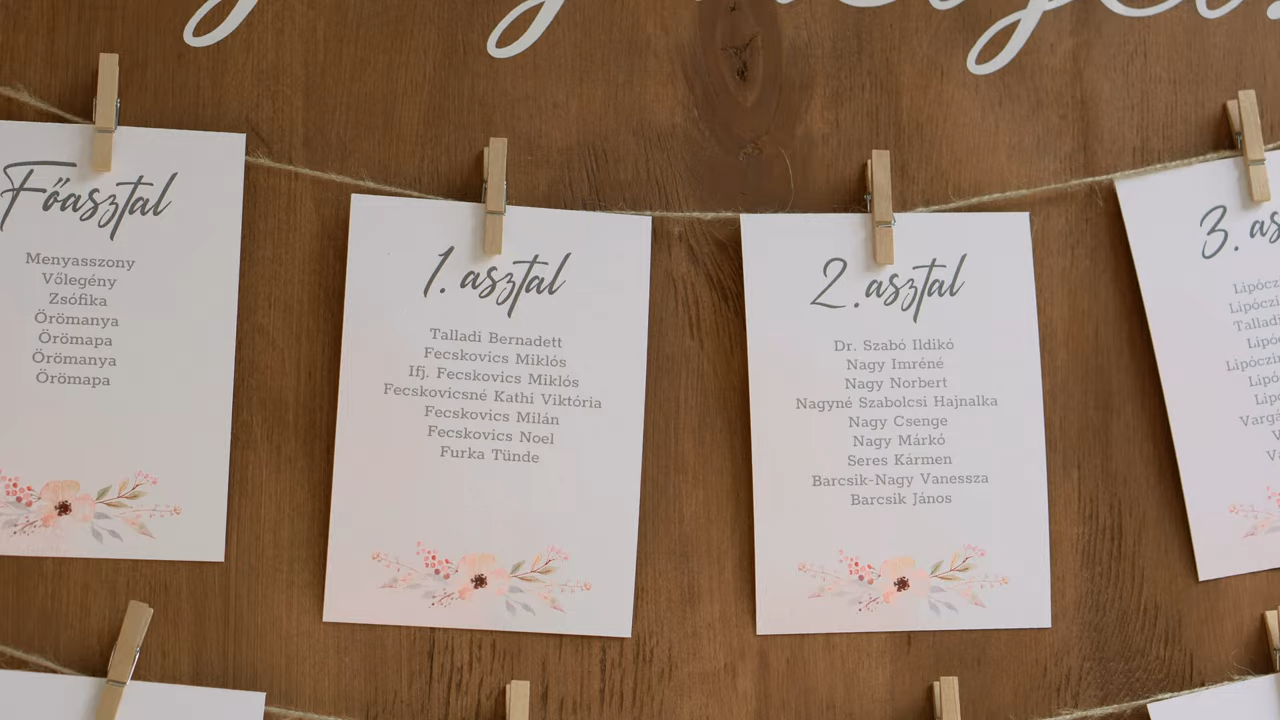 Főasztal
Menyasszony
Vőlegény
Zsófika
Örömanya
Örömapa
Örömanya
Örömapa
1. asztal
Talladi Bernadett
Fecskovics Miklós
Ifj. Fecskovics Miklós
Fecskovicsné Kathi Viktória
Fecskovics Milán
Fecskovics Noel
Furka Tünde
2. asztal
Dr. Szabó Ildikó
Nagy Imréné
Nagy Norbert
Nagyné Szabolcsi Hajnalka
Nagy Csenge
Nagy Márkó
Seres Kármen
Barcsik-Nagy Vanessza
Barcsik János
3.